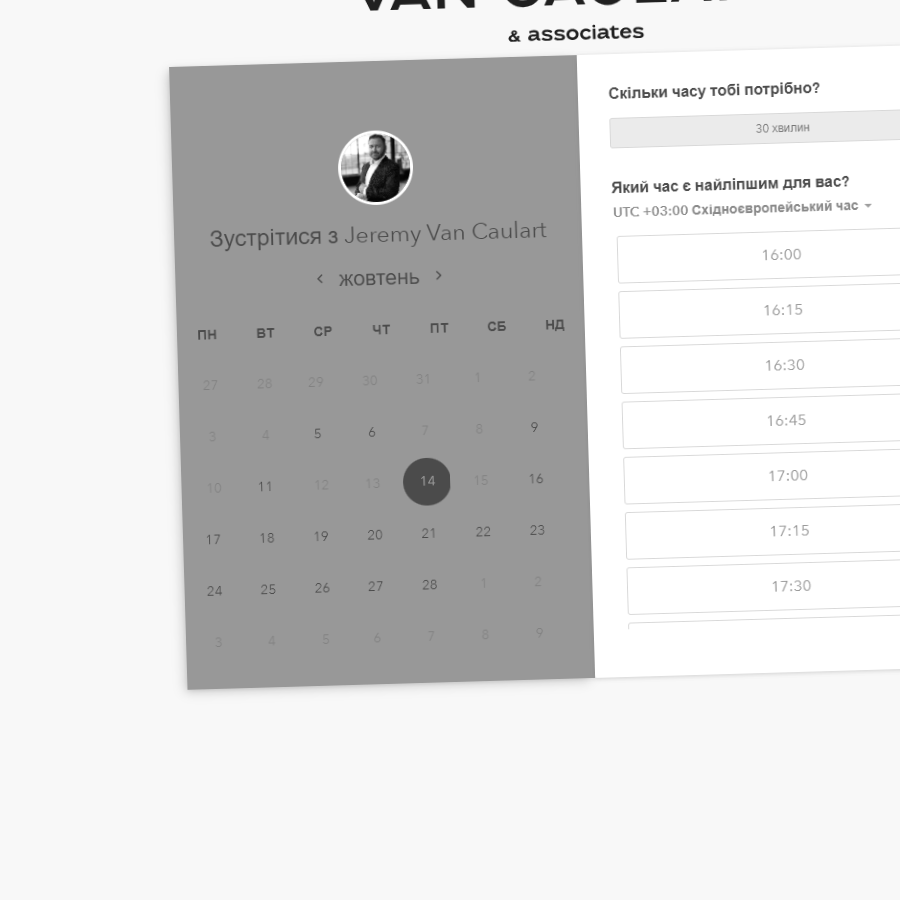 & associates
Зустрітися з Jeremy Van Caulart
жовтень
ПН ВТ СР ЧТ ПТ СБ НД
27 28 29 30 31 1 2
3 4 5 6 7 8 9
10 11 12 13 14 15 16
17 18 19 20 21 22 23
24 25 26 27 28 1 2
3 4 5 6 7 8 9
Скільки часу тобі потрібно?
30 хвилин
Який час є найліпшим для вас?
UTC +03:00 Східноєвропейський час
16:00
16:15
16:30
16:45
17:00
17:15
17:30